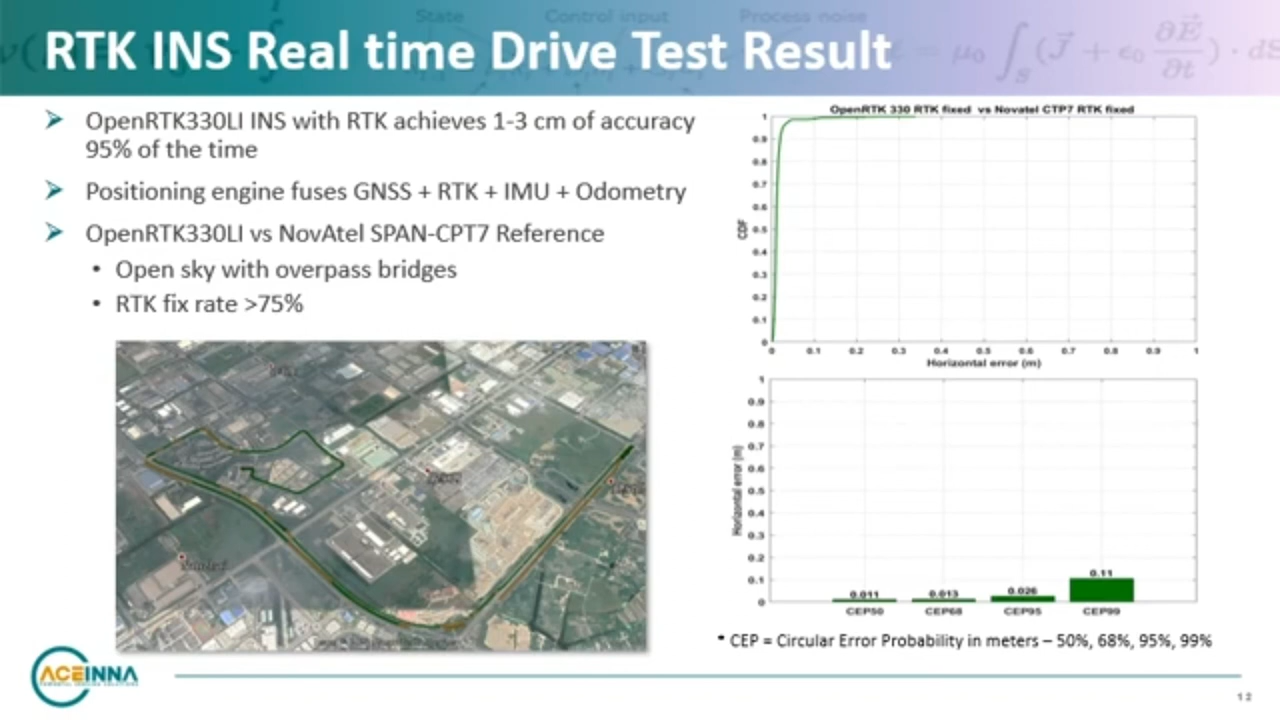 State
Control input
Process noise
RTK INS Real time Drive Test Result
OpenRTK330LI INS with RTK achieves 1-3 cm of accuracy
95% of the time
Positioning engine fuses GNSS + RTK + IMU + Odometry
OpenRTK330LI vs NovAtel SPAN-CPT7 Reference
• Open sky with overpass bridges
• RTK fix rate >75%
OpenRTK 330 RTK fixed vs Novatel CTP7 RTK fixed
1
0.9
0.8
0.7
0.6
0.5
0.4
0.3
0.2
0.1
0
CDF
0 0.1 0.2 0.3 0.4 0.5 0.6 0.7 0.8 0.9 1
Horizontal error (m)
1
0.9
0.8
0.7
0.6
0.5
0.4
0.3
0.2
0.1
0
Horizontal error (m)
0.011 0.013 0.026 0.11
CEP50 CEP68 CEP95 CEP99
* CEP = Circular Error Probability in meters – 50%, 68%, 95%, 99%
ACEINNA
12